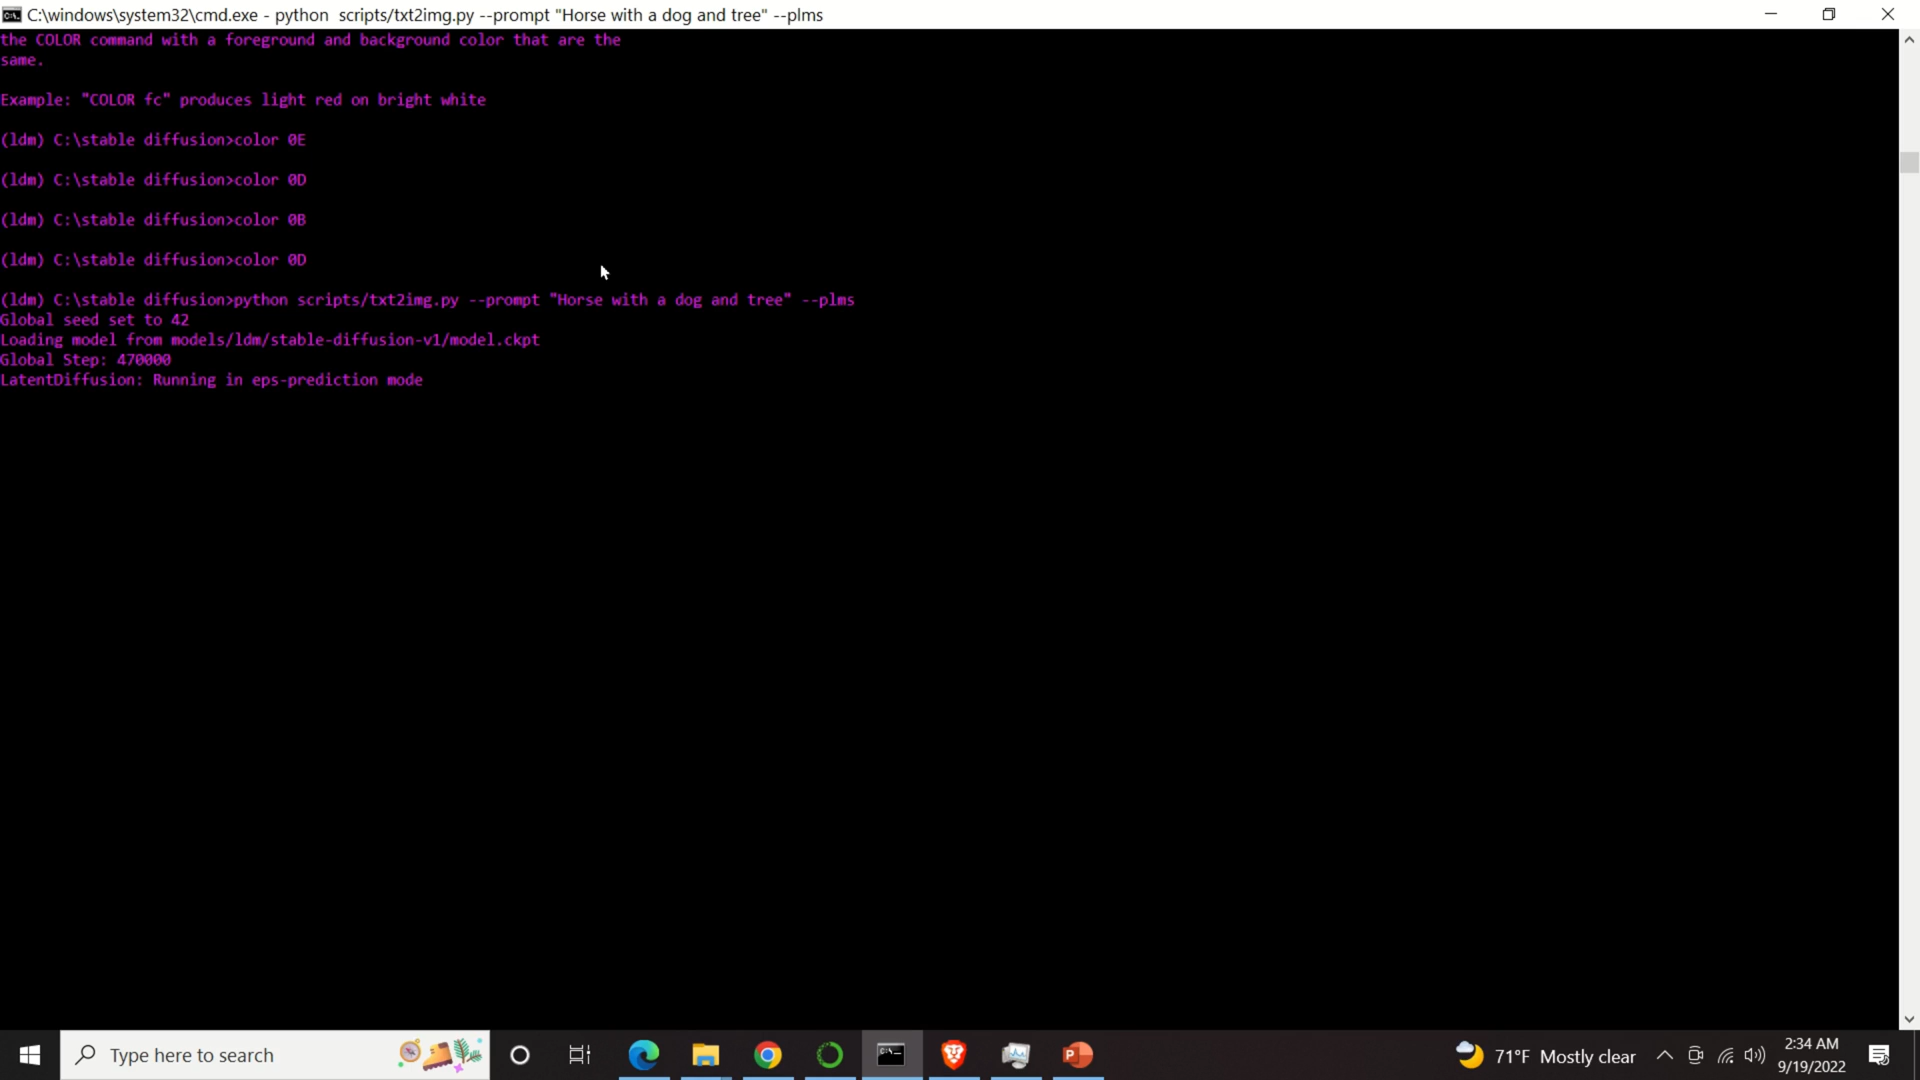 C:\windows\system32\cmd.exe - python  scripts/txt2img.py --prompt "Horse with a dog and tree" --plms
the COLOR command with a foreground and background color that are the
same.
Example: "COLOR fc" produces light red on bright white
(ldm) C:\stable diffusion>color 0E
(ldm) C:\stable diffusion>color 0D
(ldm) C:\stable diffusion>color 0B
(ldm) C:\stable diffusion>color 0D
(ldm) C:\stable diffusion>python scripts/txt2img.py --prompt "Horse with a dog and tree" --plms
Global seed set to 42
Loading model from models/ldm/stable-diffusion-v1/model.ckpt
Global Step: 470000
LatentDiffusion: Running in eps-prediction mode
Type here to search
71°F Mostly clear
2:34 AM
9/19/2022